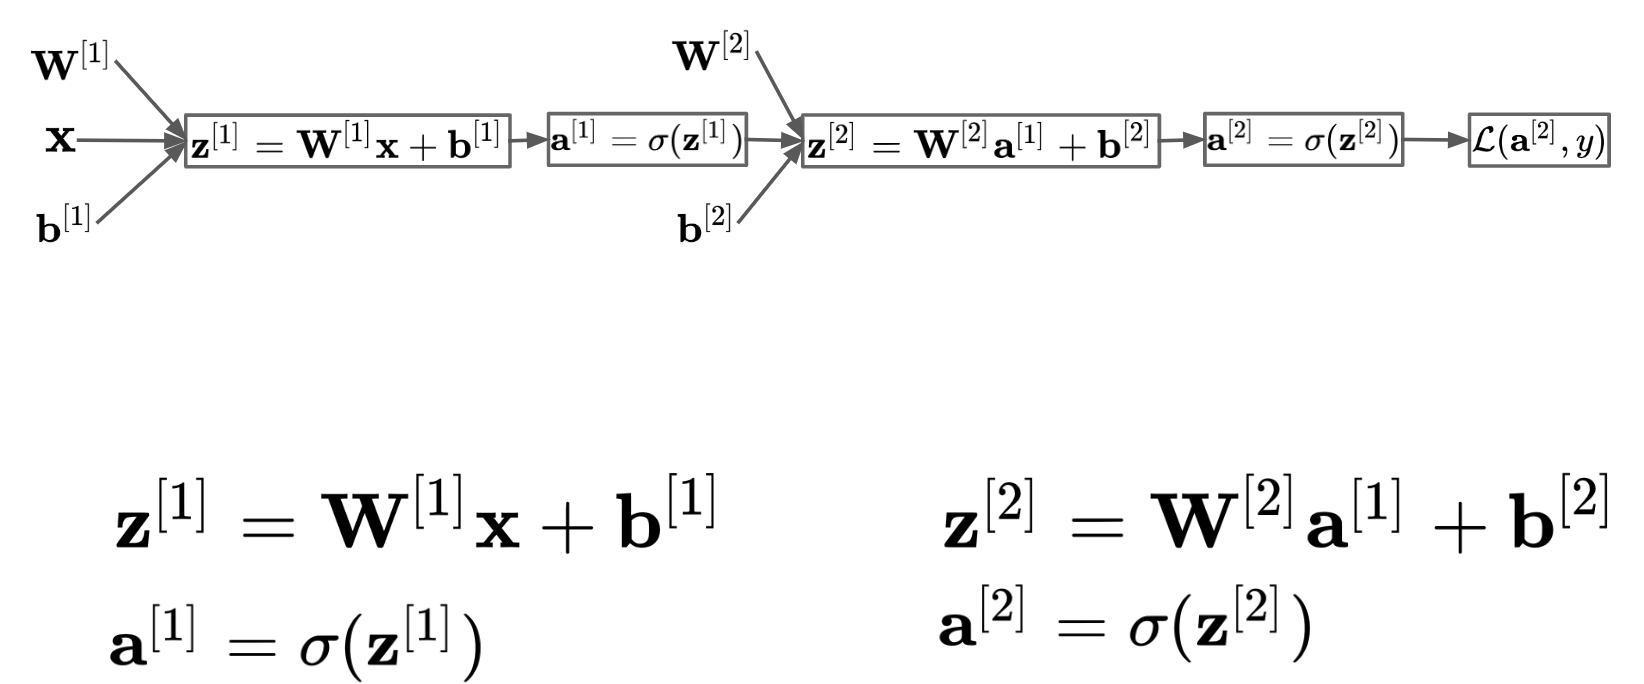 W^[1]
W^[2]
x
z^[1] = W^[1]x + b^[1]
a^[1] = σ(z^[1])
z^[2] = W^[2]a^[1] + b^[2]
a^[2] = σ(z^[2])
ℒ(a^[2], y)
b^[1]
b^[2]
z^[1] = W^[1]x + b^[1]
a^[1] = σ(z^[1])
z^[2] = W^[2]a^[1] + b^[2]
a^[2] = σ(z^[2])